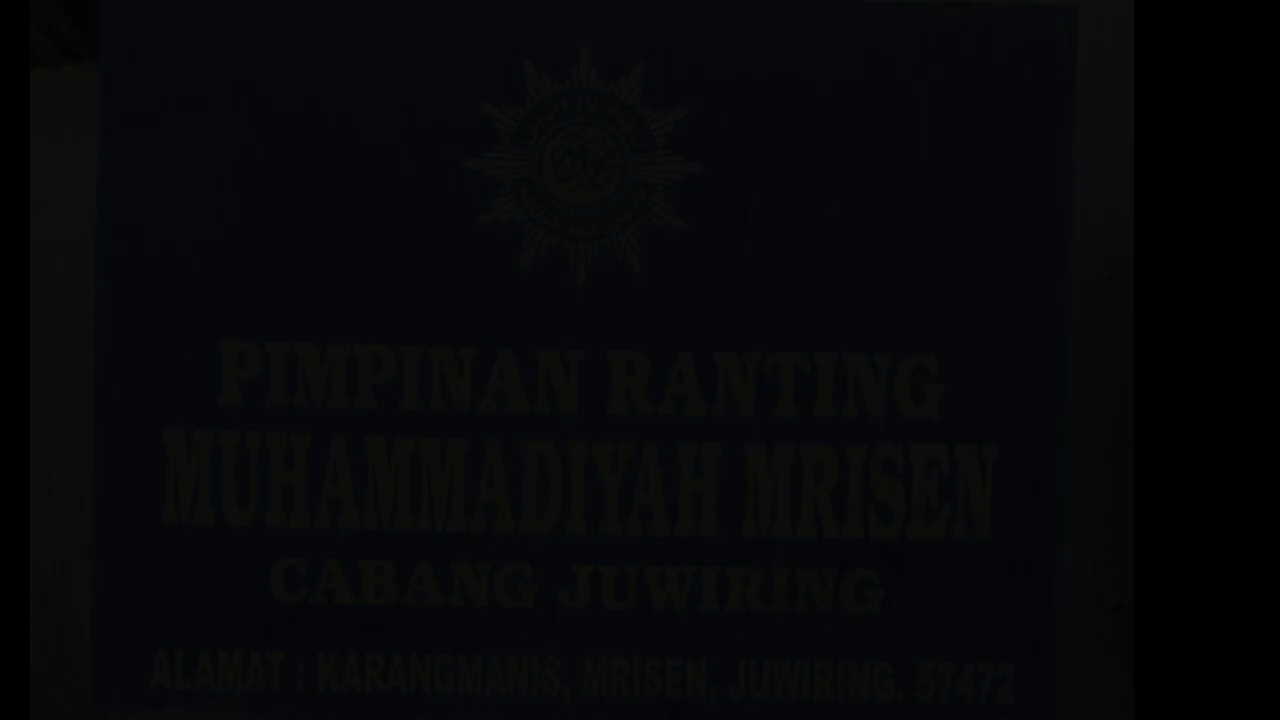 PIMPINAN RANTING
MUHAMMADIYAH MRISEN
CABANG JUWIRING
ALAMAT : KARANGMANIS, MRISEN, JUWIRING. 57472